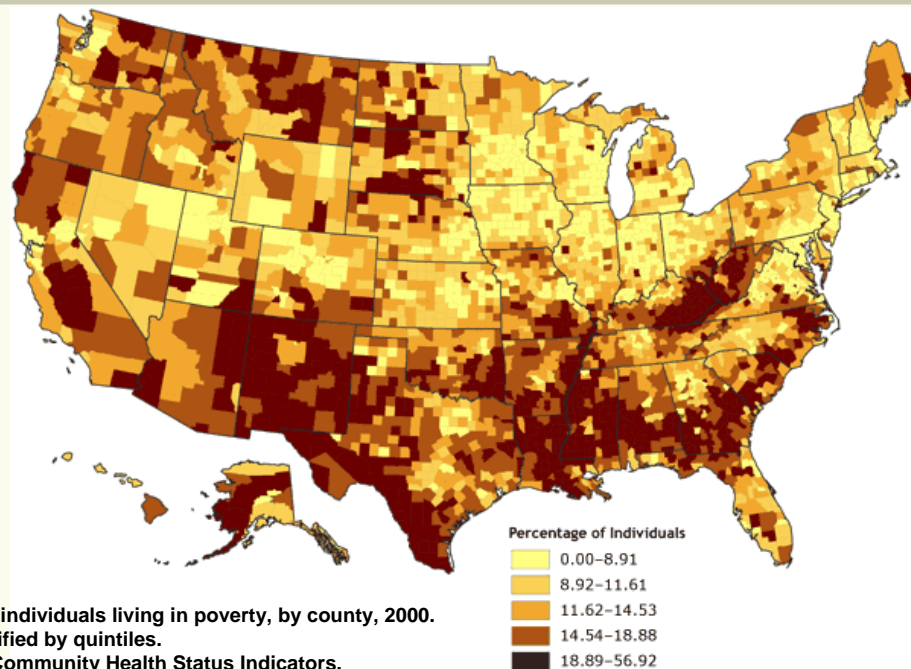 Percentage of Individuals
0.00–8.91
8.92–11.61
11.62–14.53
14.54–18.88
18.89–56.92
individuals living in poverty, by county, 2000.
ified by quintiles.
Community Health Status Indicators.